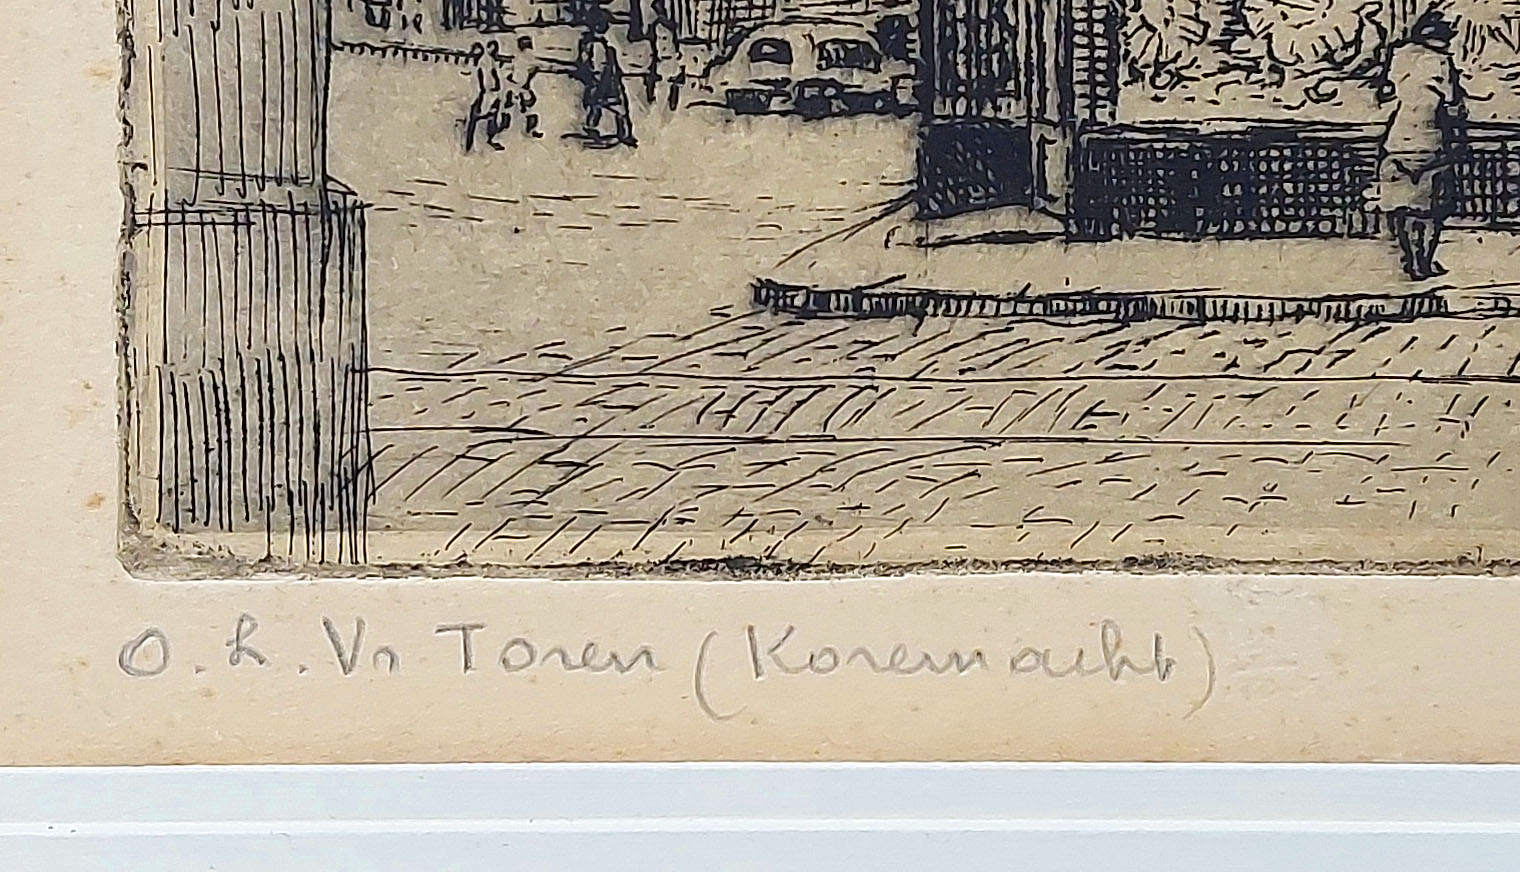 O. L. Vr Toren (Korenmarkt)